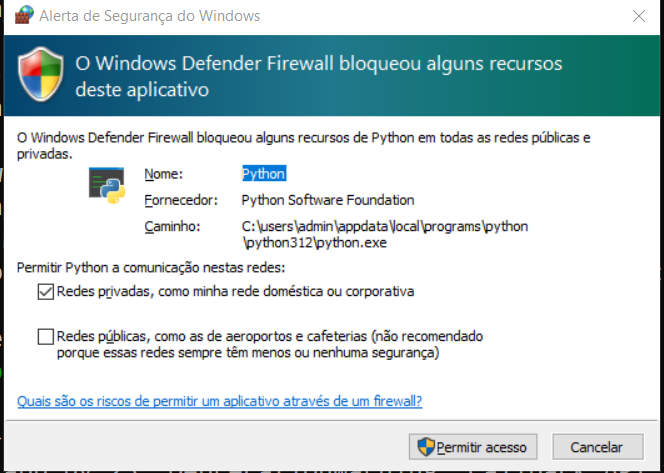 Alerta de Segurança do Windows
O Windows Defender Firewall bloqueou alguns recursos
deste aplicativo
O Windows Defender Firewall bloqueou alguns recursos de Python em todas as redes públicas e
privadas.
Nome: Python
Fornecedor: Python Software Foundation
Caminho: C:\users\admin\appdata\local\programs\python
\python312\python.exe
Permitir Python a comunicação nestas redes:
Redes privadas, como minha rede doméstica ou corporativa
Redes públicas, como as de aeroportos e cafeterias (não recomendado
porque essas redes sempre têm menos ou nenhuma segurança)
Quais são os riscos de permitir um aplicativo através de um firewall?
Permitir acesso Cancelar